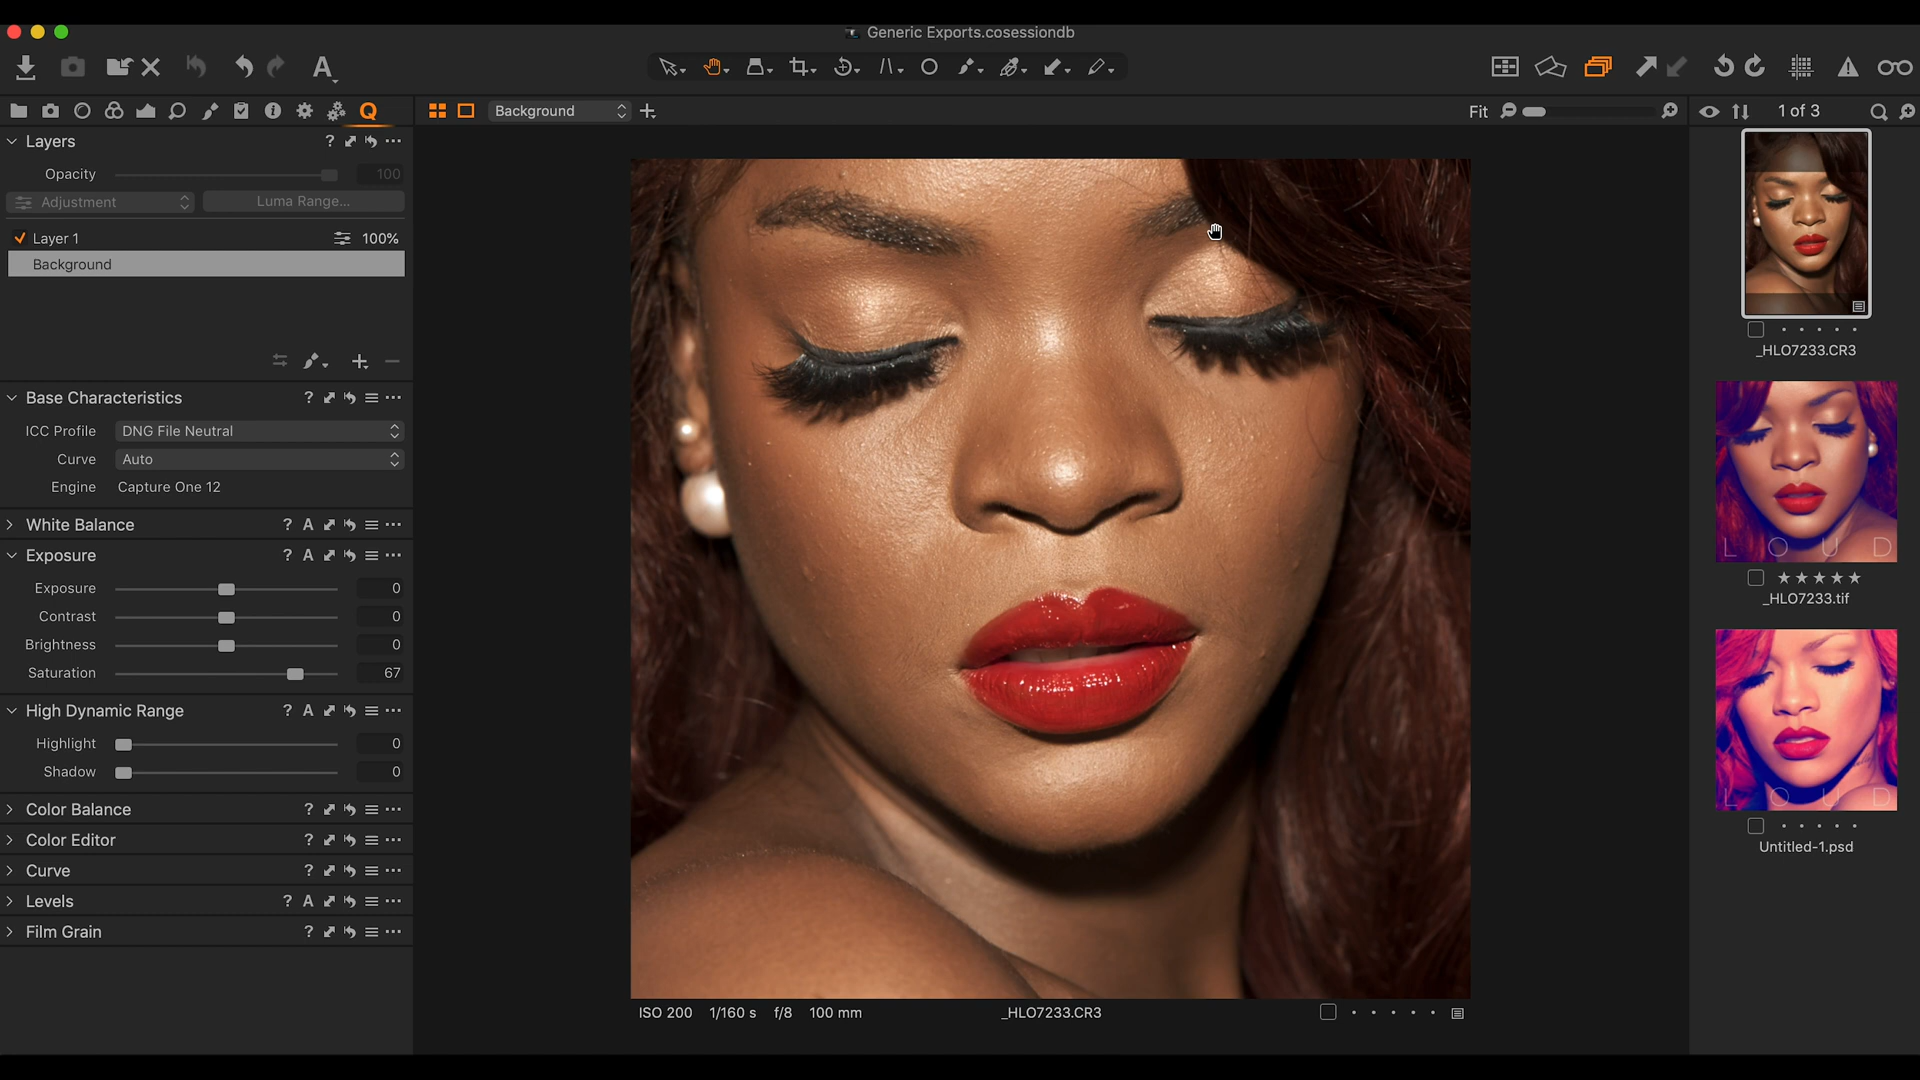 Generic Exports.cosessiondb
Background
Fit
1 of 3
Layers
Opacity 100
Adjustment Luma Range...
Layer 1 100%
Background
Base Characteristics
ICC Profile DNG File Neutral
Curve Auto
Engine Capture One 12
White Balance
Exposure
Exposure 0
Contrast 0
Brightness 0
Saturation 67
High Dynamic Range
Highlight 0
Shadow 0
Color Balance
Color Editor
Curve
Levels
Film Grain
ISO 200 1/160 s f/8 100 mm
_HLO7233.CR3
_HLO7233.CR3
L O U D
_HLO7233.tif
L O U D
Untitled-1.psd